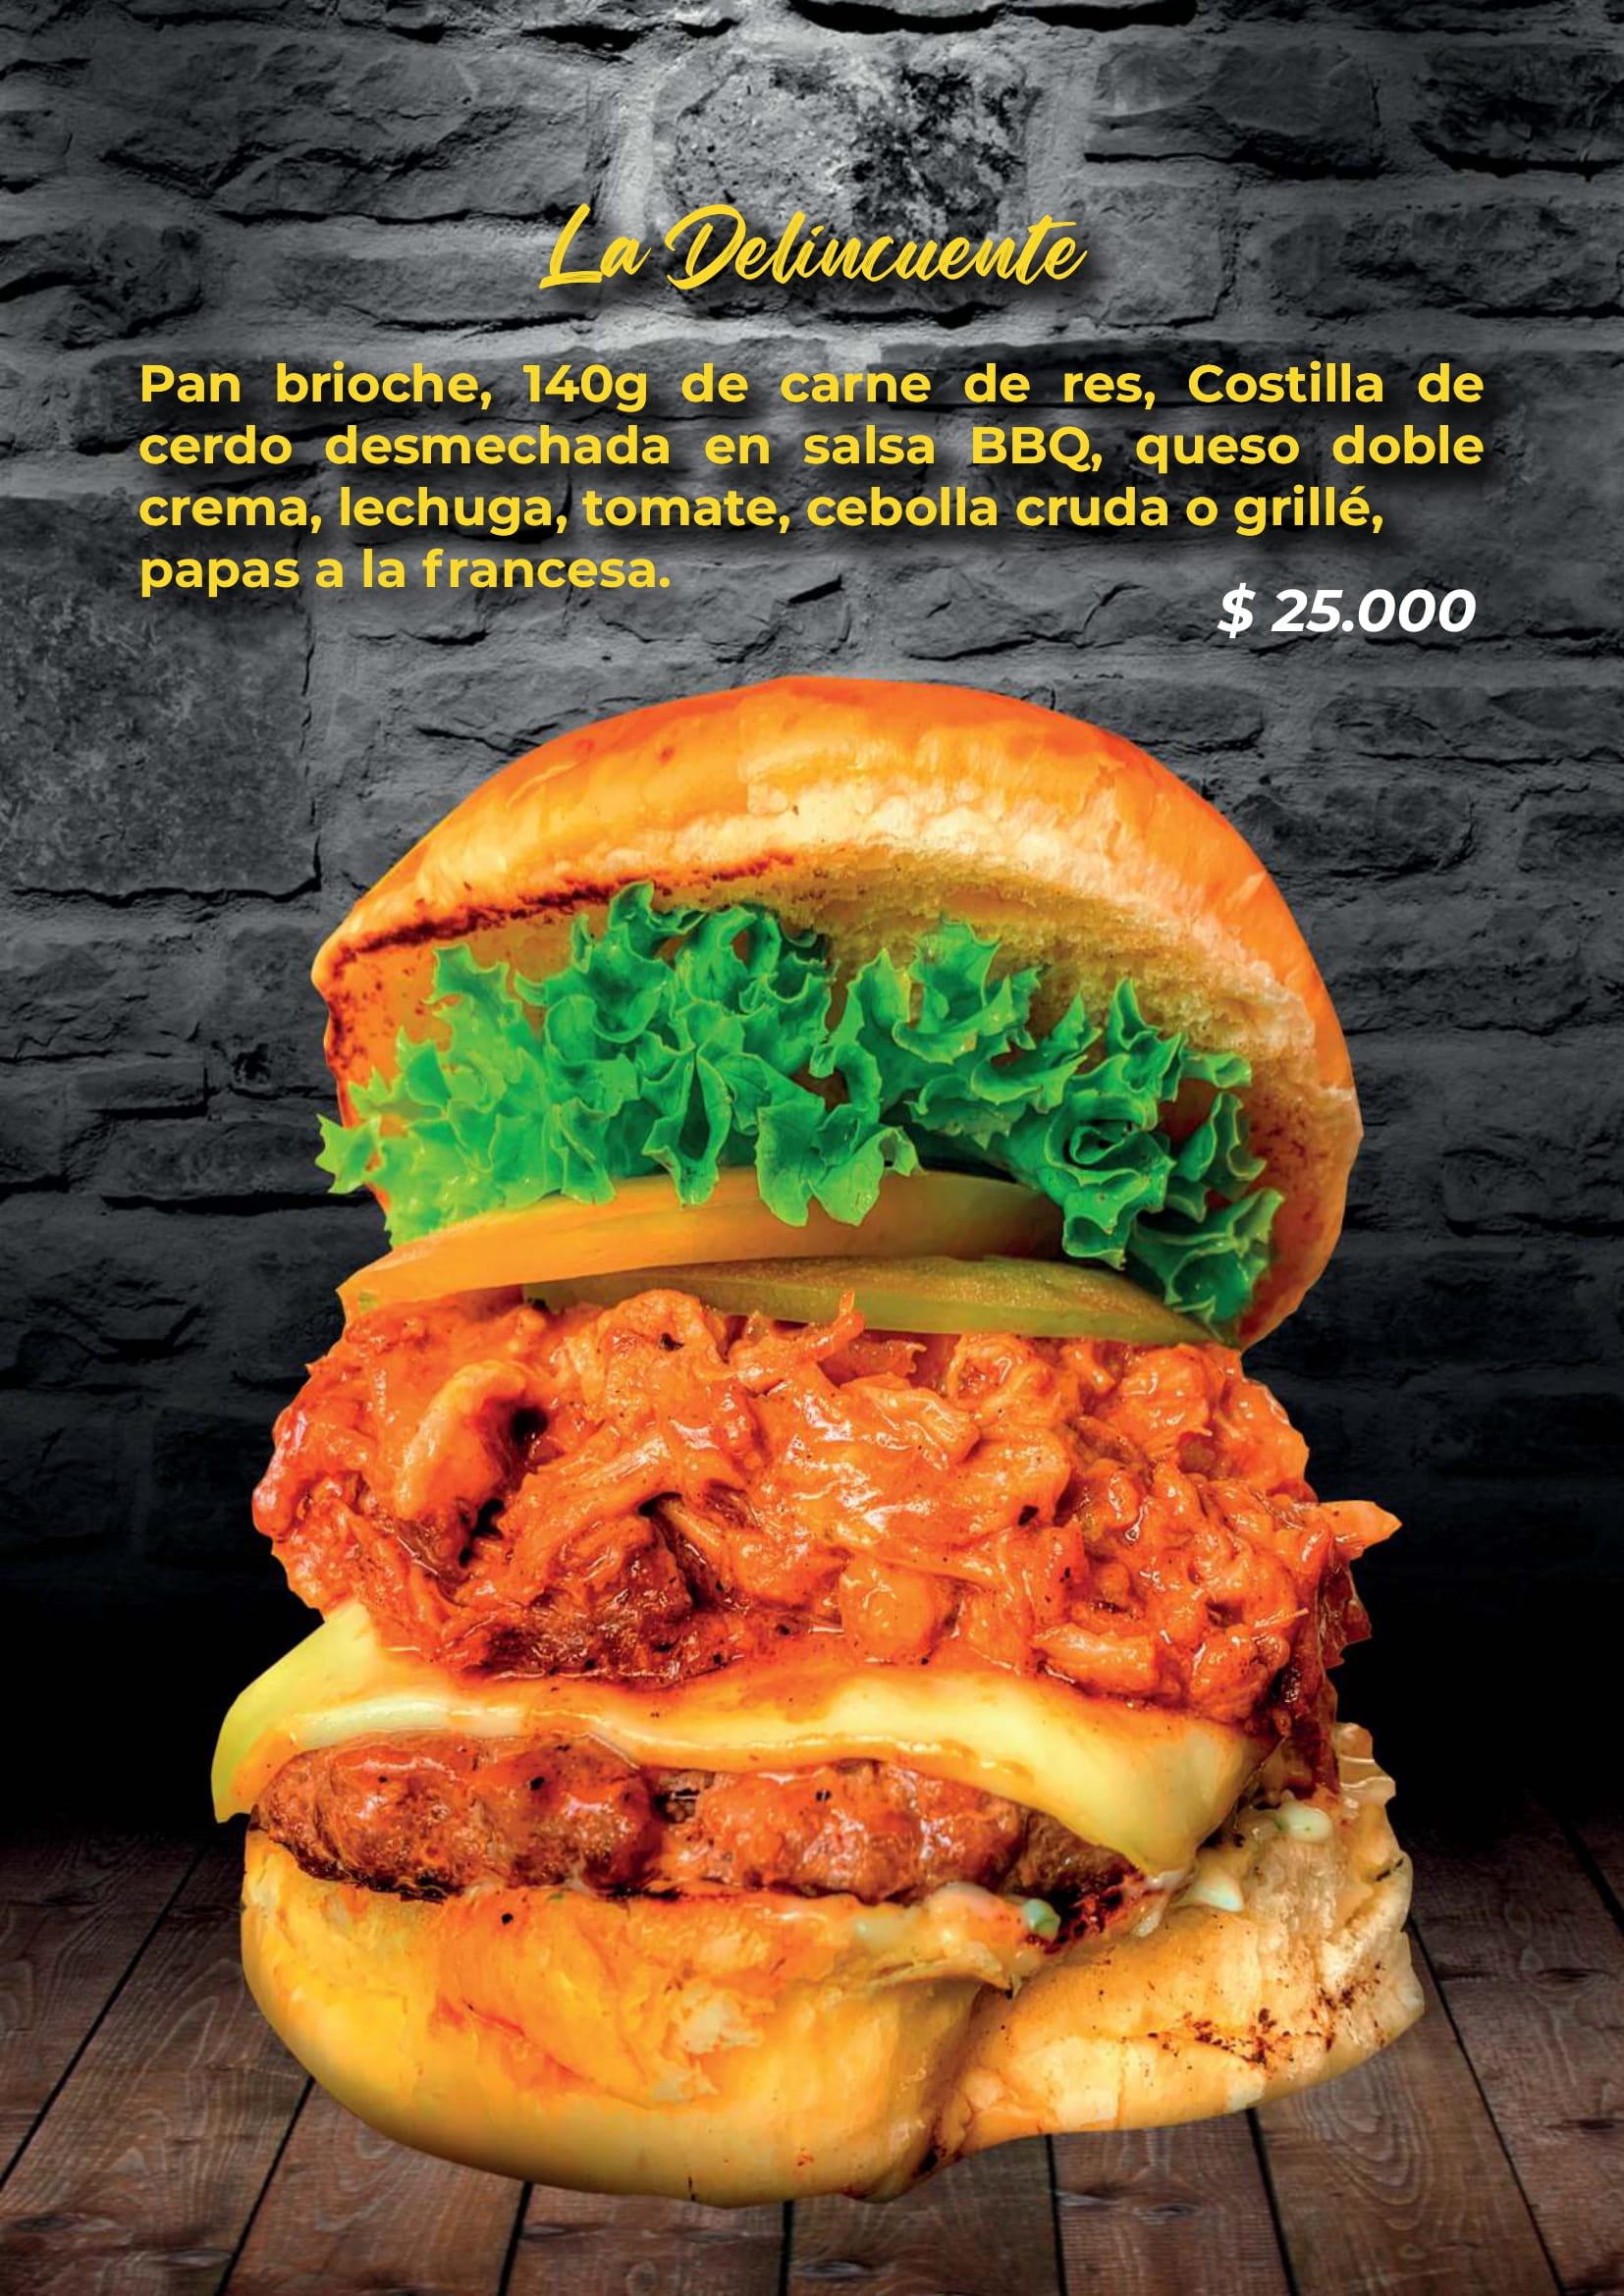 La Delincuente
Pan brioche, 140g de carne de res, Costilla de
cerdo desmechada en salsa BBQ, queso doble
crema, lechuga, tomate, cebolla cruda o grillé,
papas a la francesa.
$ 25.000